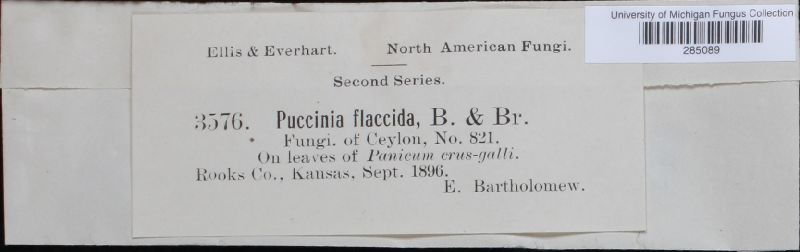 University of Michigan Fungus Collection
285089
Ellis & Everhart. North American Fungi.
Second Series.
3576. Puccinia flaccida, B. & Br.
Fungi. of Ceylon, No. 821.
On leaves of Panicum crus-galli.
Rooks Co., Kansas, Sept. 1896.
E. Bartholomew.